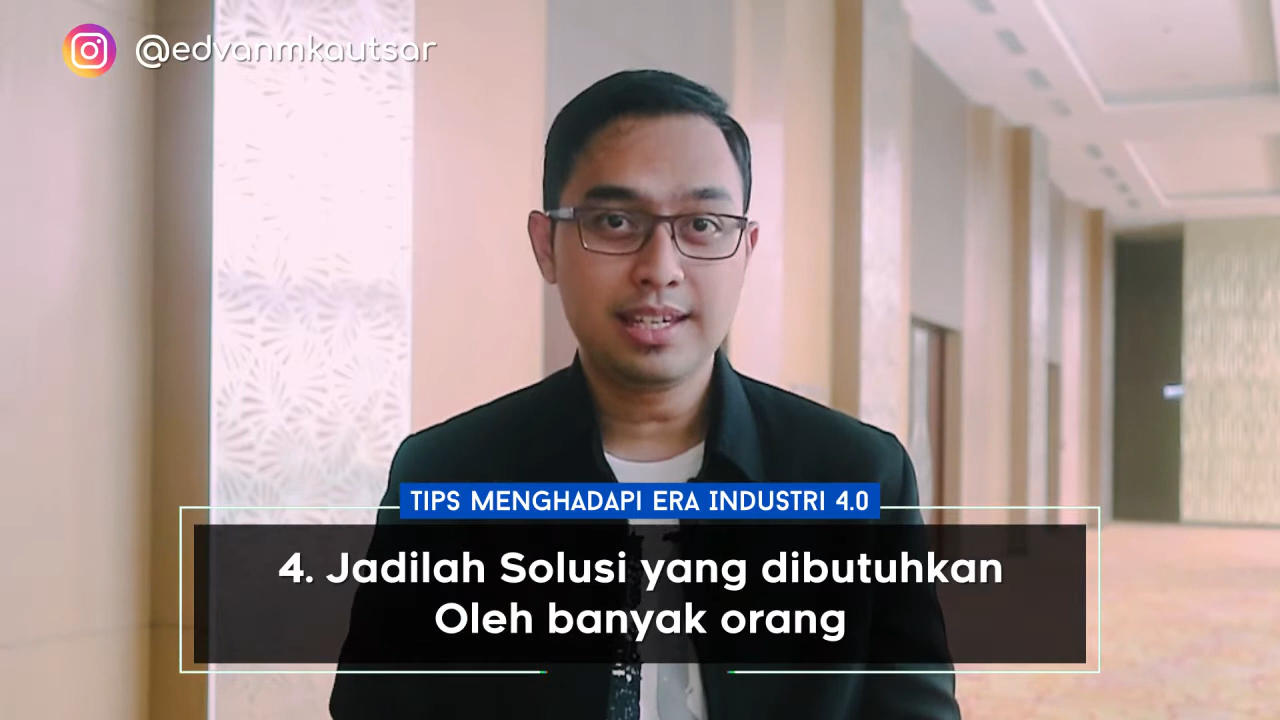 @edvanmkautsar
TIPS MENGHADAPI ERA INDUSTRI 4.0
4. Jadilah Solusi yang dibutuhkan
Oleh banyak orang